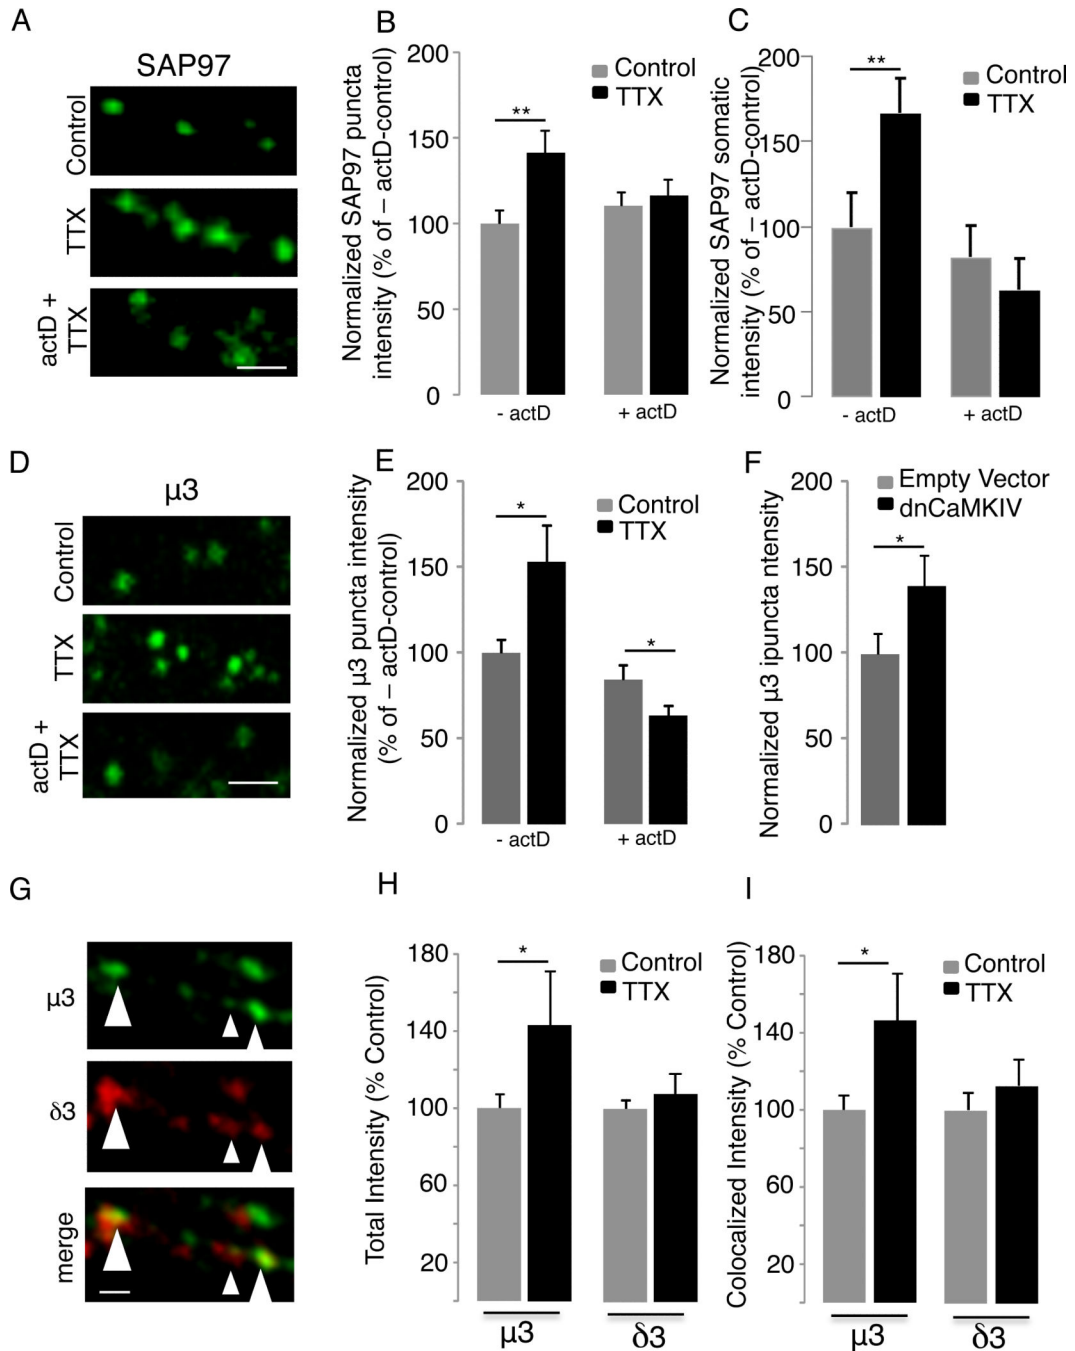 A
SAP97
Control
TTX
actD +
TTX
B
Normalized SAP97 puncta
intensity (% of – actD-control)
200
150
100
50
0
Control
TTX
**
- actD
+ actD
C
Normalized SAP97 somatic
intensity (% of – actD-control)
200
150
100
50
0
Control
TTX
**
- actD
+ actD
D
µ3
Control
TTX
actD +
TTX
E
Normalized µ3 puncta intensity
(% of – actD-control)
200
150
100
50
0
Control
TTX
*
*
- actD
+ actD
F
Normalized µ3 ipuncta ntensity
200
150
100
50
0
Empty Vector
dnCaMKIV
*
G
µ3
δ3
merge
H
Total Intensity (% Control)
180
140
100
60
20
Control
TTX
*
µ3
δ3
I
Colocalized Intensity (% Control)
180
140
100
60
20
Control
TTX
*
µ3
δ3